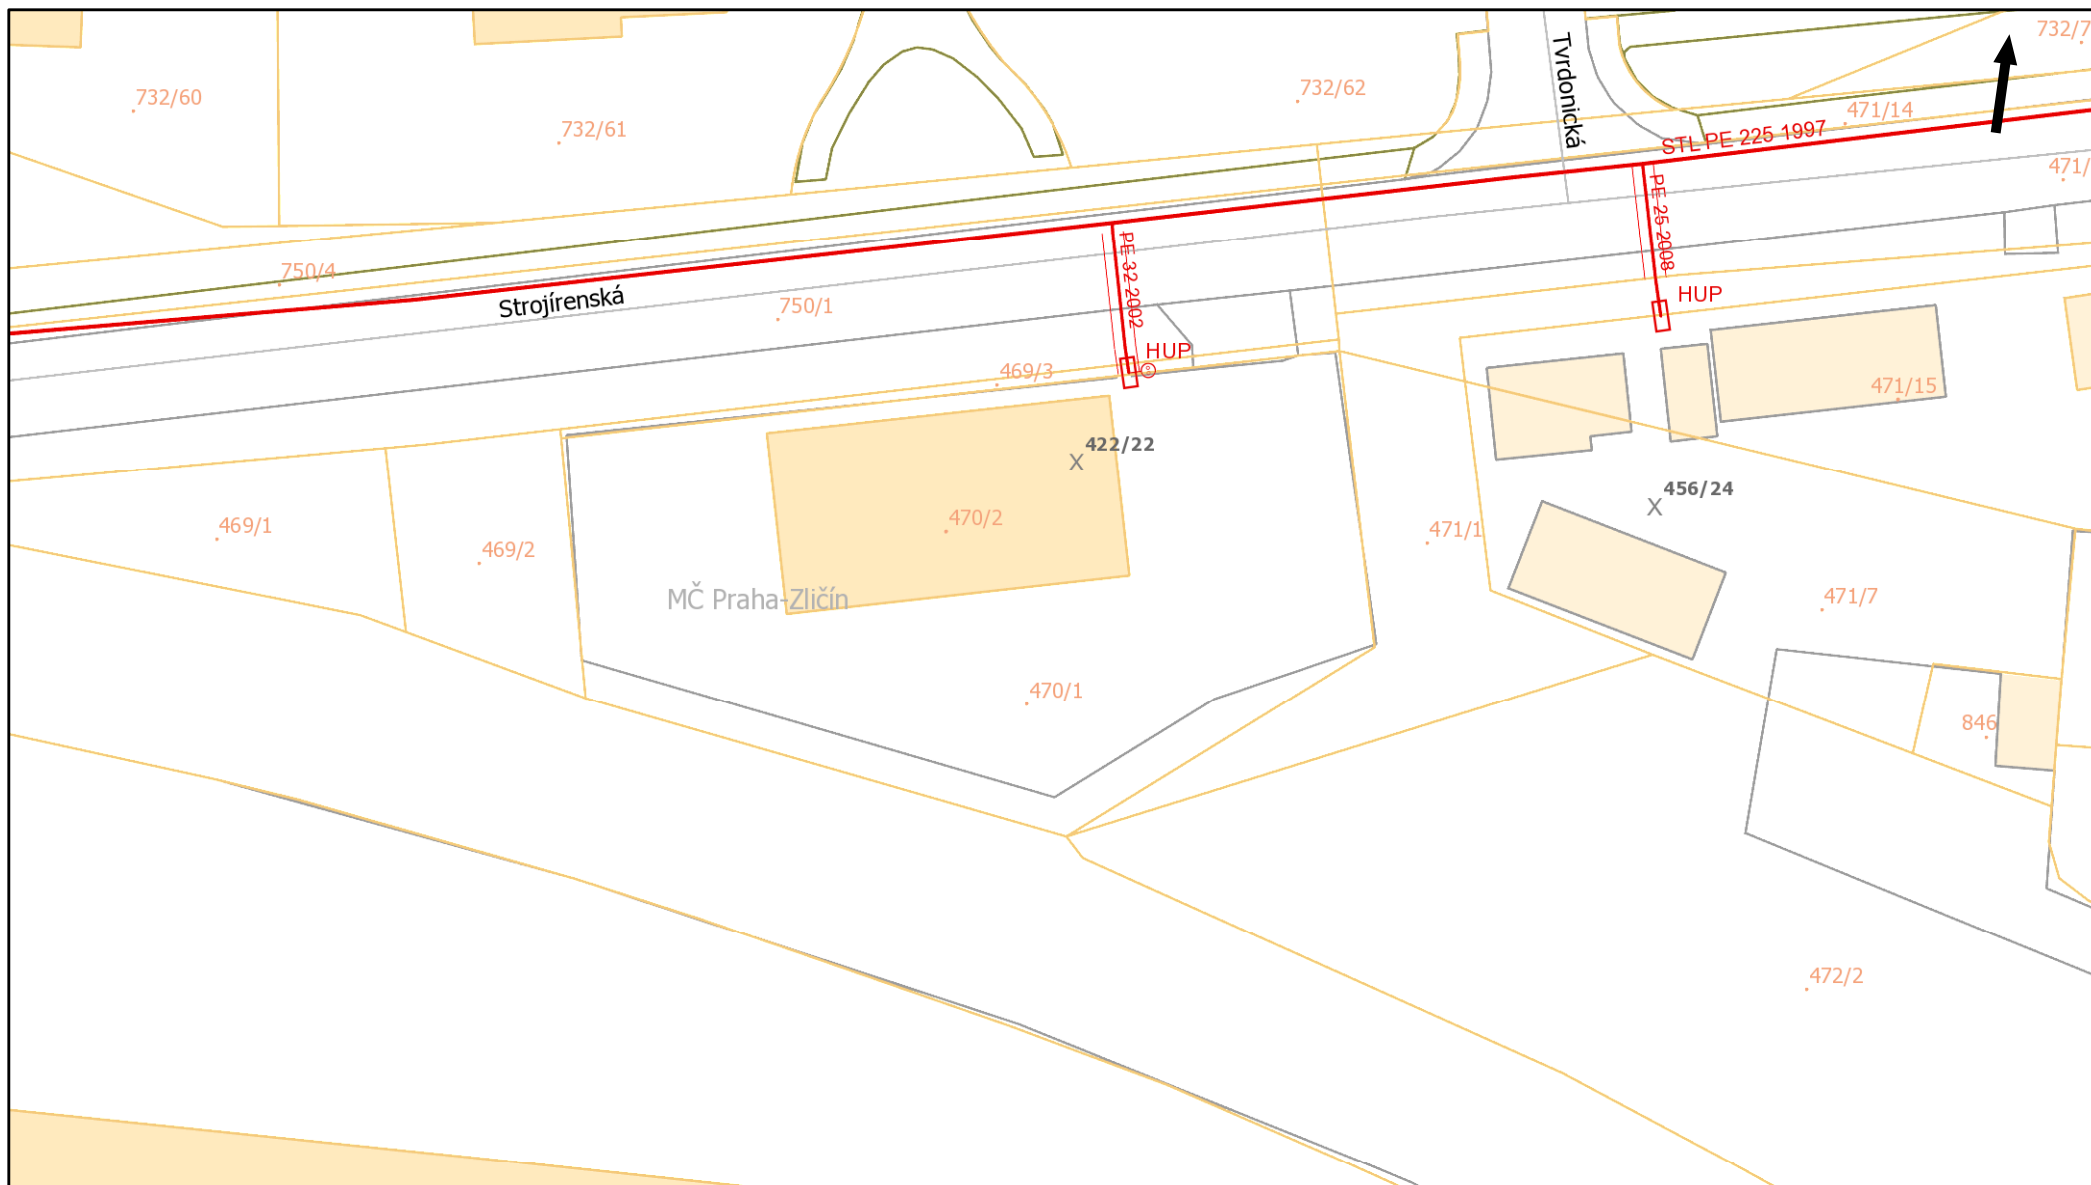 732/7
732/60
732/61
732/62
Tvrdonická
471/14
STL PE 225 1997
471/
PE 25 2008
750/4
Strojírenská
750/1
PE 32 2002
HUP
HUP
469/3
471/15
422/22
456/24
469/1
469/2
470/2
471/1
MČ Praha-Zličín
471/7
470/1
846
472/2
X
X